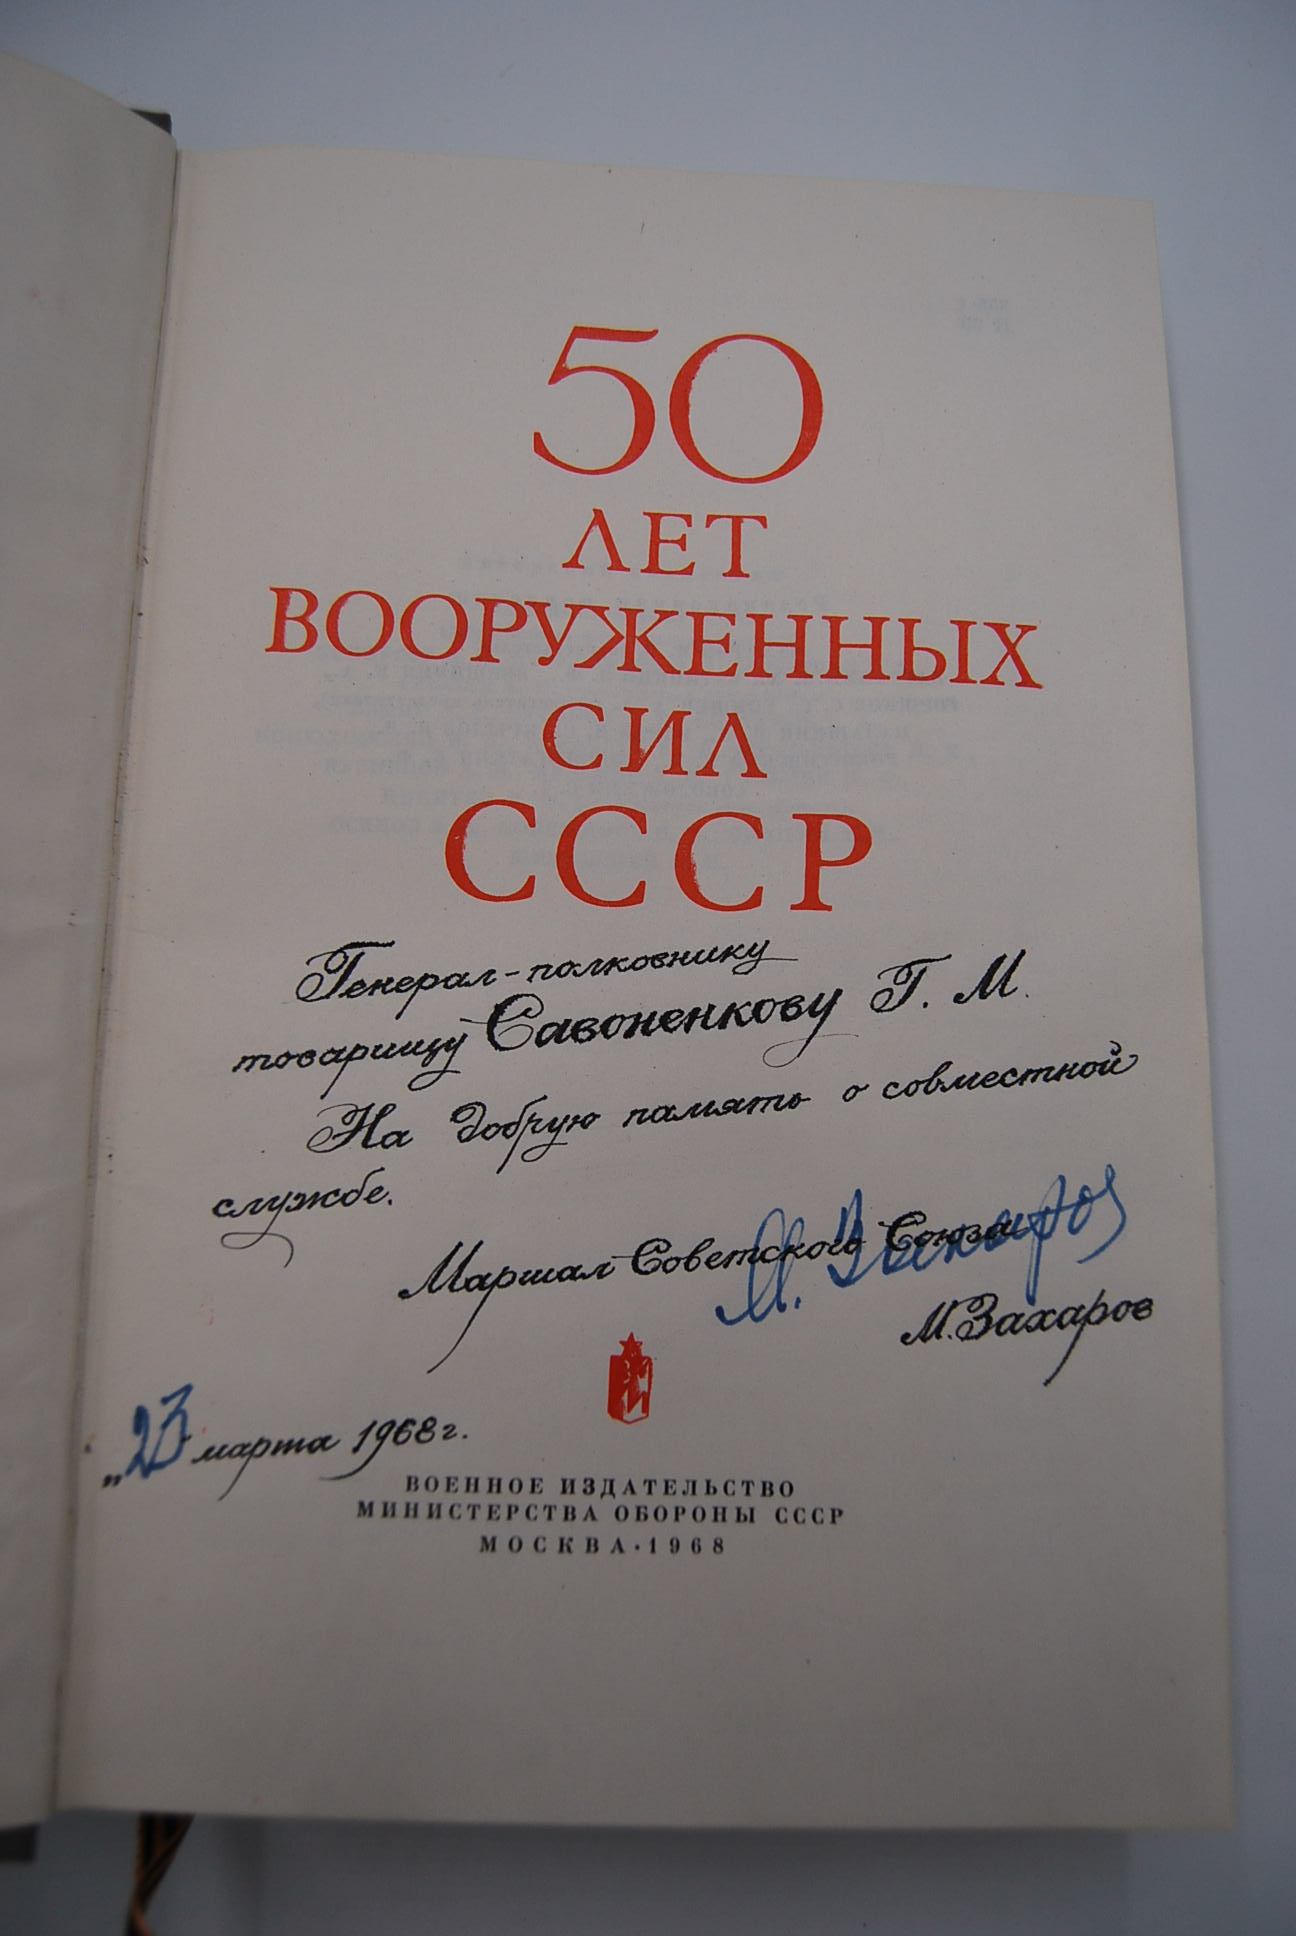 50
ЛЕТ
ВООРУЖЕННЫХ
СИЛ
СССР
Генерал-полковнику
товарищу Савоненкову Г. М.
На добрую память о совместной
службе.
Маршал Советского Союза
М. Захаров
М. Захаров
„23 марта 1968 г.
ВОЕННОЕ ИЗДАТЕЛЬСТВО
МИНИСТЕРСТВА ОБОРОНЫ СССР
МОСКВА · 1968